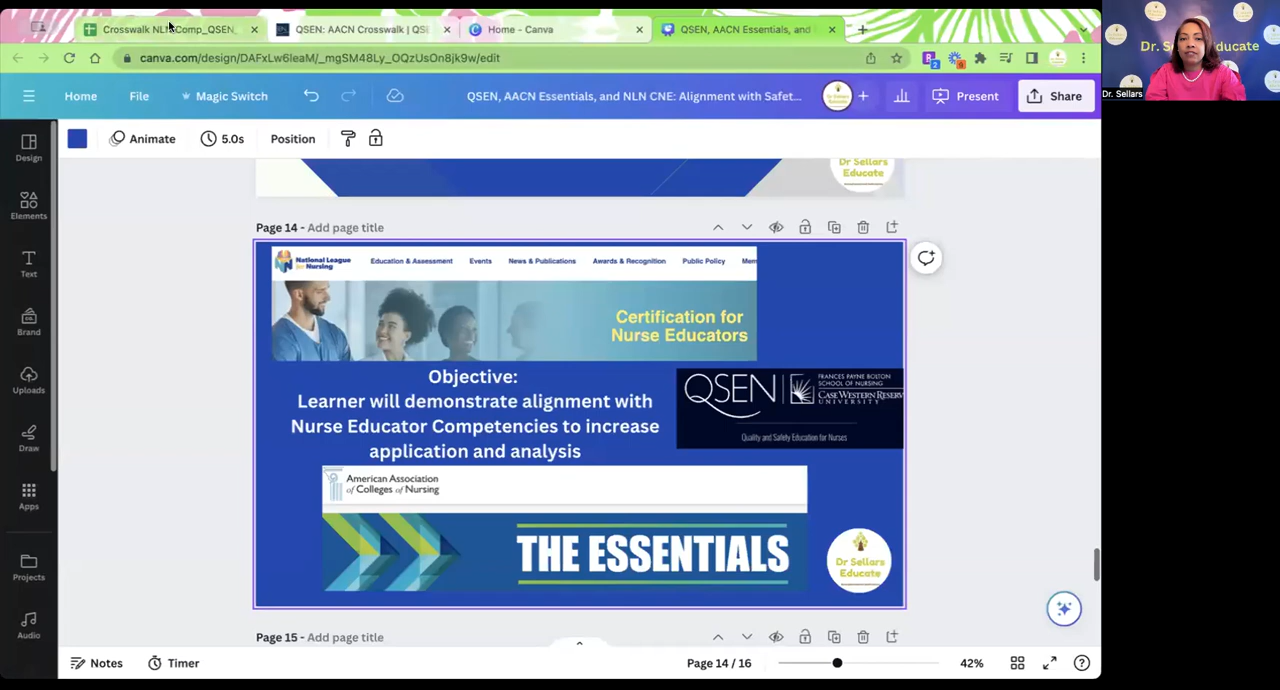 Crosswalk NLN Comp_QSEN,
QSEN: AACN Crosswalk | QSE
Home - Canva
QSEN, AACN Essentials, and
canva.com/design/DAFxLw6leaM/_mgSM48Ly_OQzUsOn8jk9w/edit
Home
File
Magic Switch
QSEN, AACN Essentials, and NLN CNE: Alignment with Safet...
Present
Share
Animate
5.0s
Position
Design
Elements
Text
Brand
Uploads
Draw
Apps
Projects
Audio
Dr Sellars
Educate
Page 14 - Add page title
National League
for Nursing
Education & Assessment
Events
News & Publications
Awards & Recognition
Public Policy
Mem
Certification for
Nurse Educators
Objective:
Learner will demonstrate alignment with
Nurse Educator Competencies to increase
application and analysis
QSEN
FRANCES PAYNE BOLTON
SCHOOL OF NURSING
CASE WESTERN RESERV
UNIVERSITY
Quality and Safety Education for Nurses
American Association
of Colleges of Nursing
THE ESSENTIALS
Dr Sellars
Educate
Page 15 - Add page title
Notes
Timer
Page 14 / 16
42%
Dr. S
Educate
Dr. Sellars